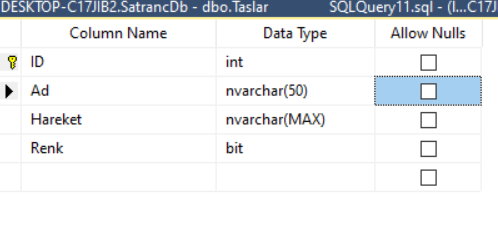 DESKTOP-C17JIB2.SatrancDb - dbo.Taslar SQLQuery11.sql - (l...C17J
Column Name Data Type Allow Nulls
ID int
Ad nvarchar(50)
Hareket nvarchar(MAX)
Renk bit